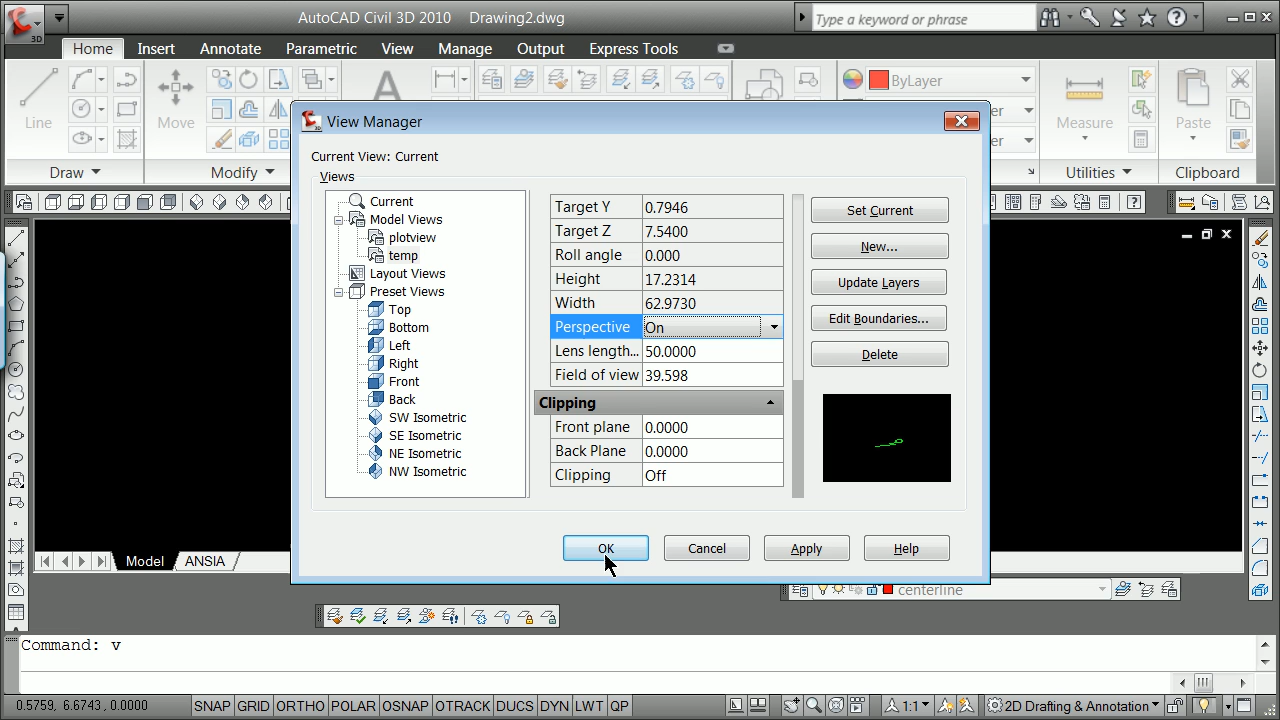 AutoCAD Civil 3D 2010 Drawing2.dwg
Type a keyword or phrase
3D
Home Insert Annotate Parametric View Manage Output Express Tools
Line
Move
A
ByLayer
Measure
Paste
Draw
Modify
Utilities
Clipboard
View Manager
Current View: Current
Views
Current
Model Views
plotview
temp
Layout Views
Preset Views
Top
Bottom
Left
Right
Front
Back
SW Isometric
SE Isometric
NE Isometric
NW Isometric
Target Y 0.7946
Target Z 7.5400
Roll angle 0.000
Height 17.2314
Width 62.9730
Perspective On
Lens length... 50.0000
Field of view 39.598
Clipping
Front plane 0.0000
Back Plane 0.0000
Clipping Off
Set Current
New...
Update Layers
Edit Boundaries...
Delete
OK Cancel Apply Help
Model ANSIA
centerline
Command: v
0.5759, 6.6743, 0.0000 SNAP GRID ORTHO POLAR OSNAP OTRACK DUCS DYN LWT QP 1:1 2D Drafting & Annotation